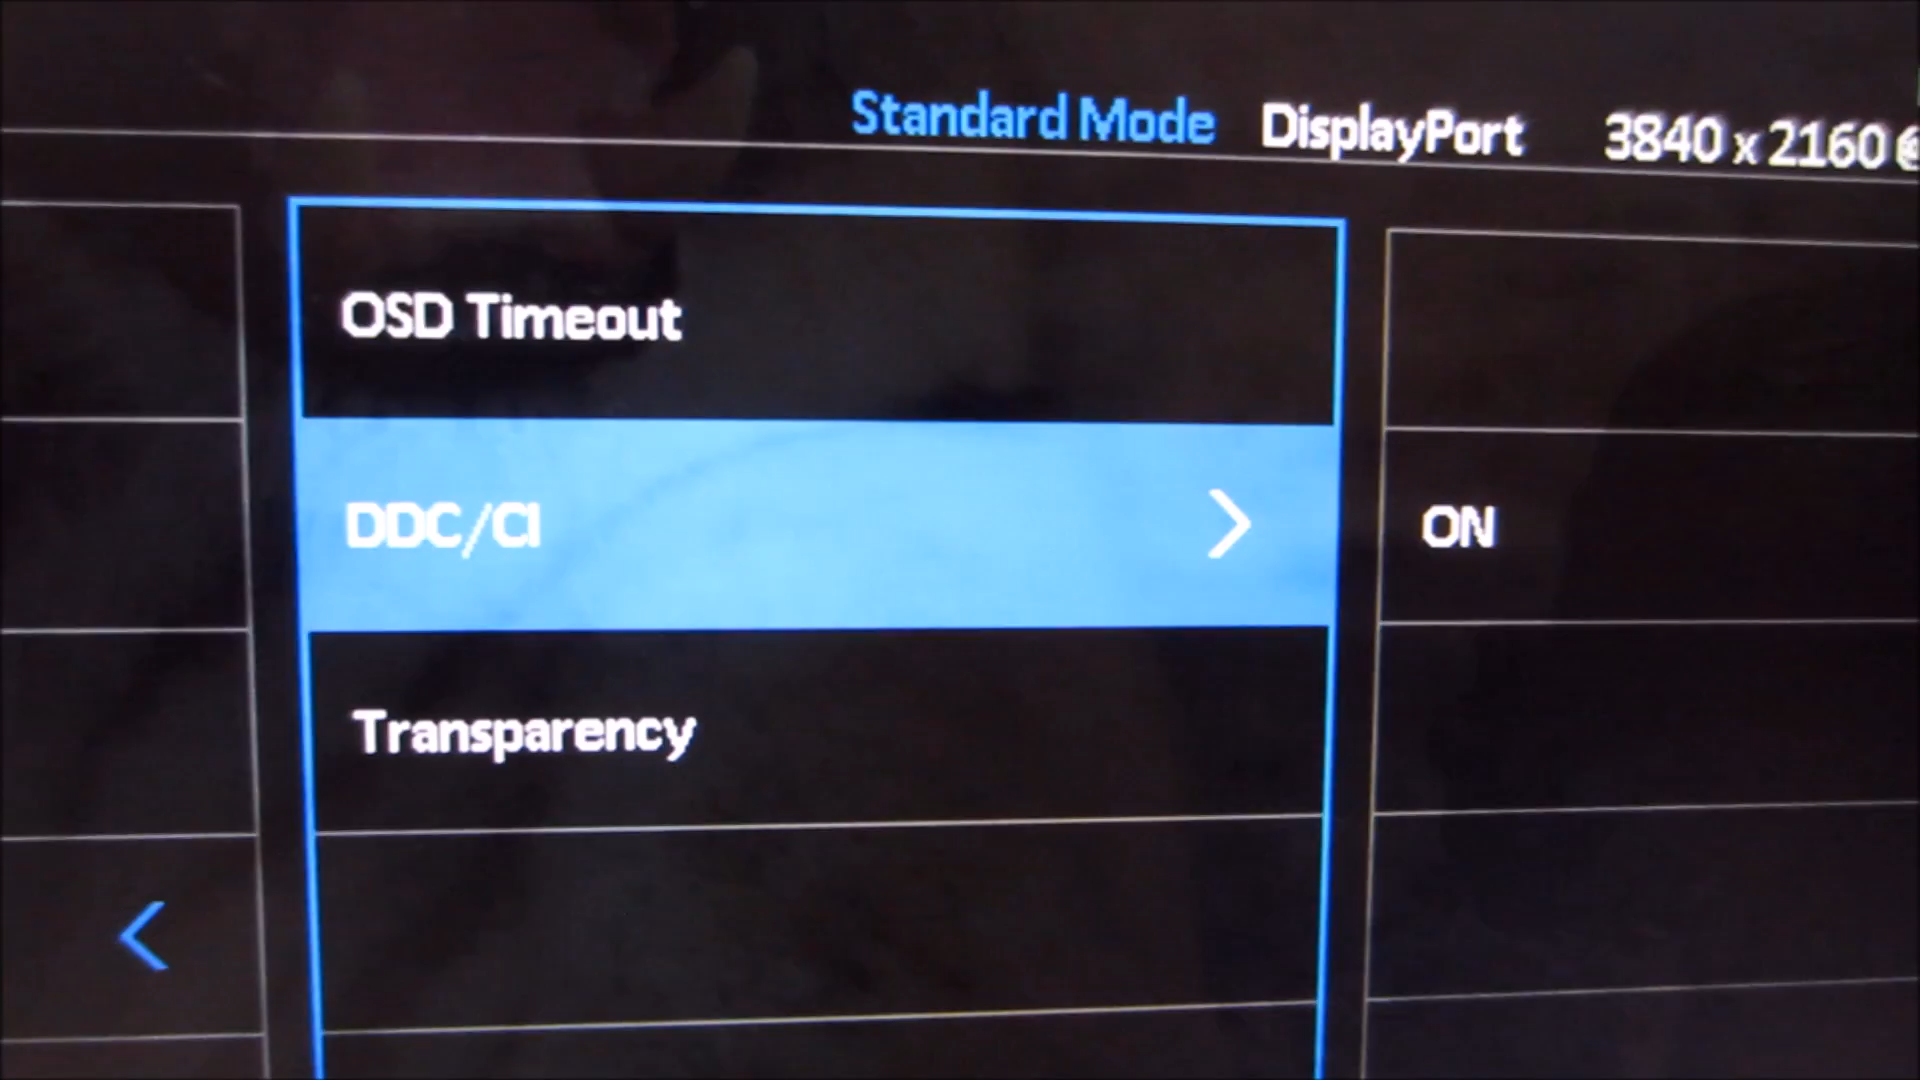 Standard Mode DisplayPort 3840 x 2160 @
OSD Timeout
DDC/CI
ON
Transparency